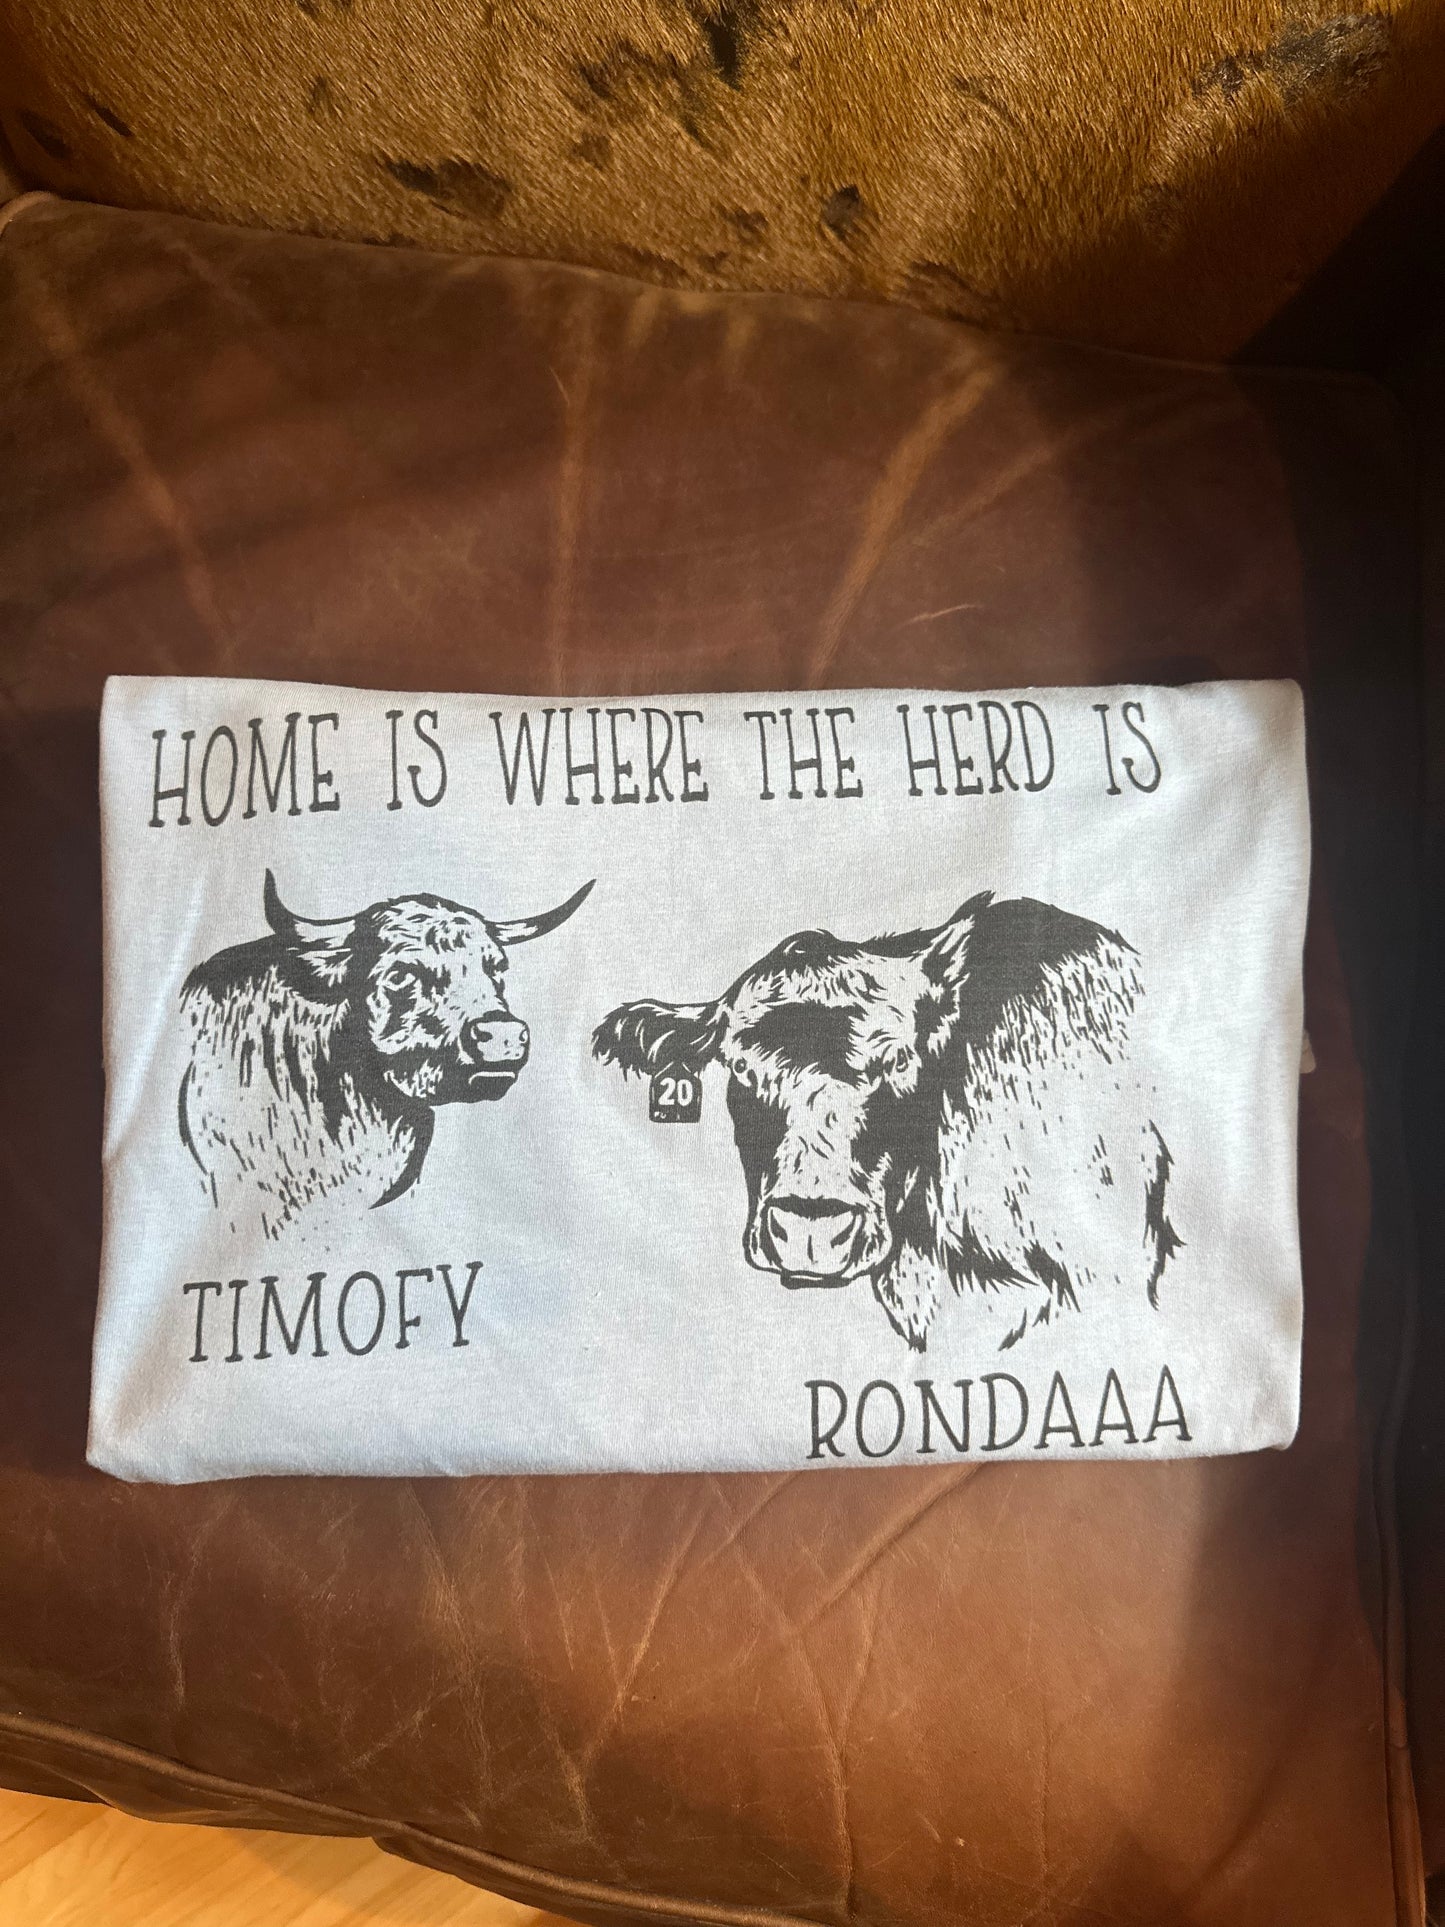 HOME IS WHERE THE HERD IS
20
TIMOFY
RONDAAA